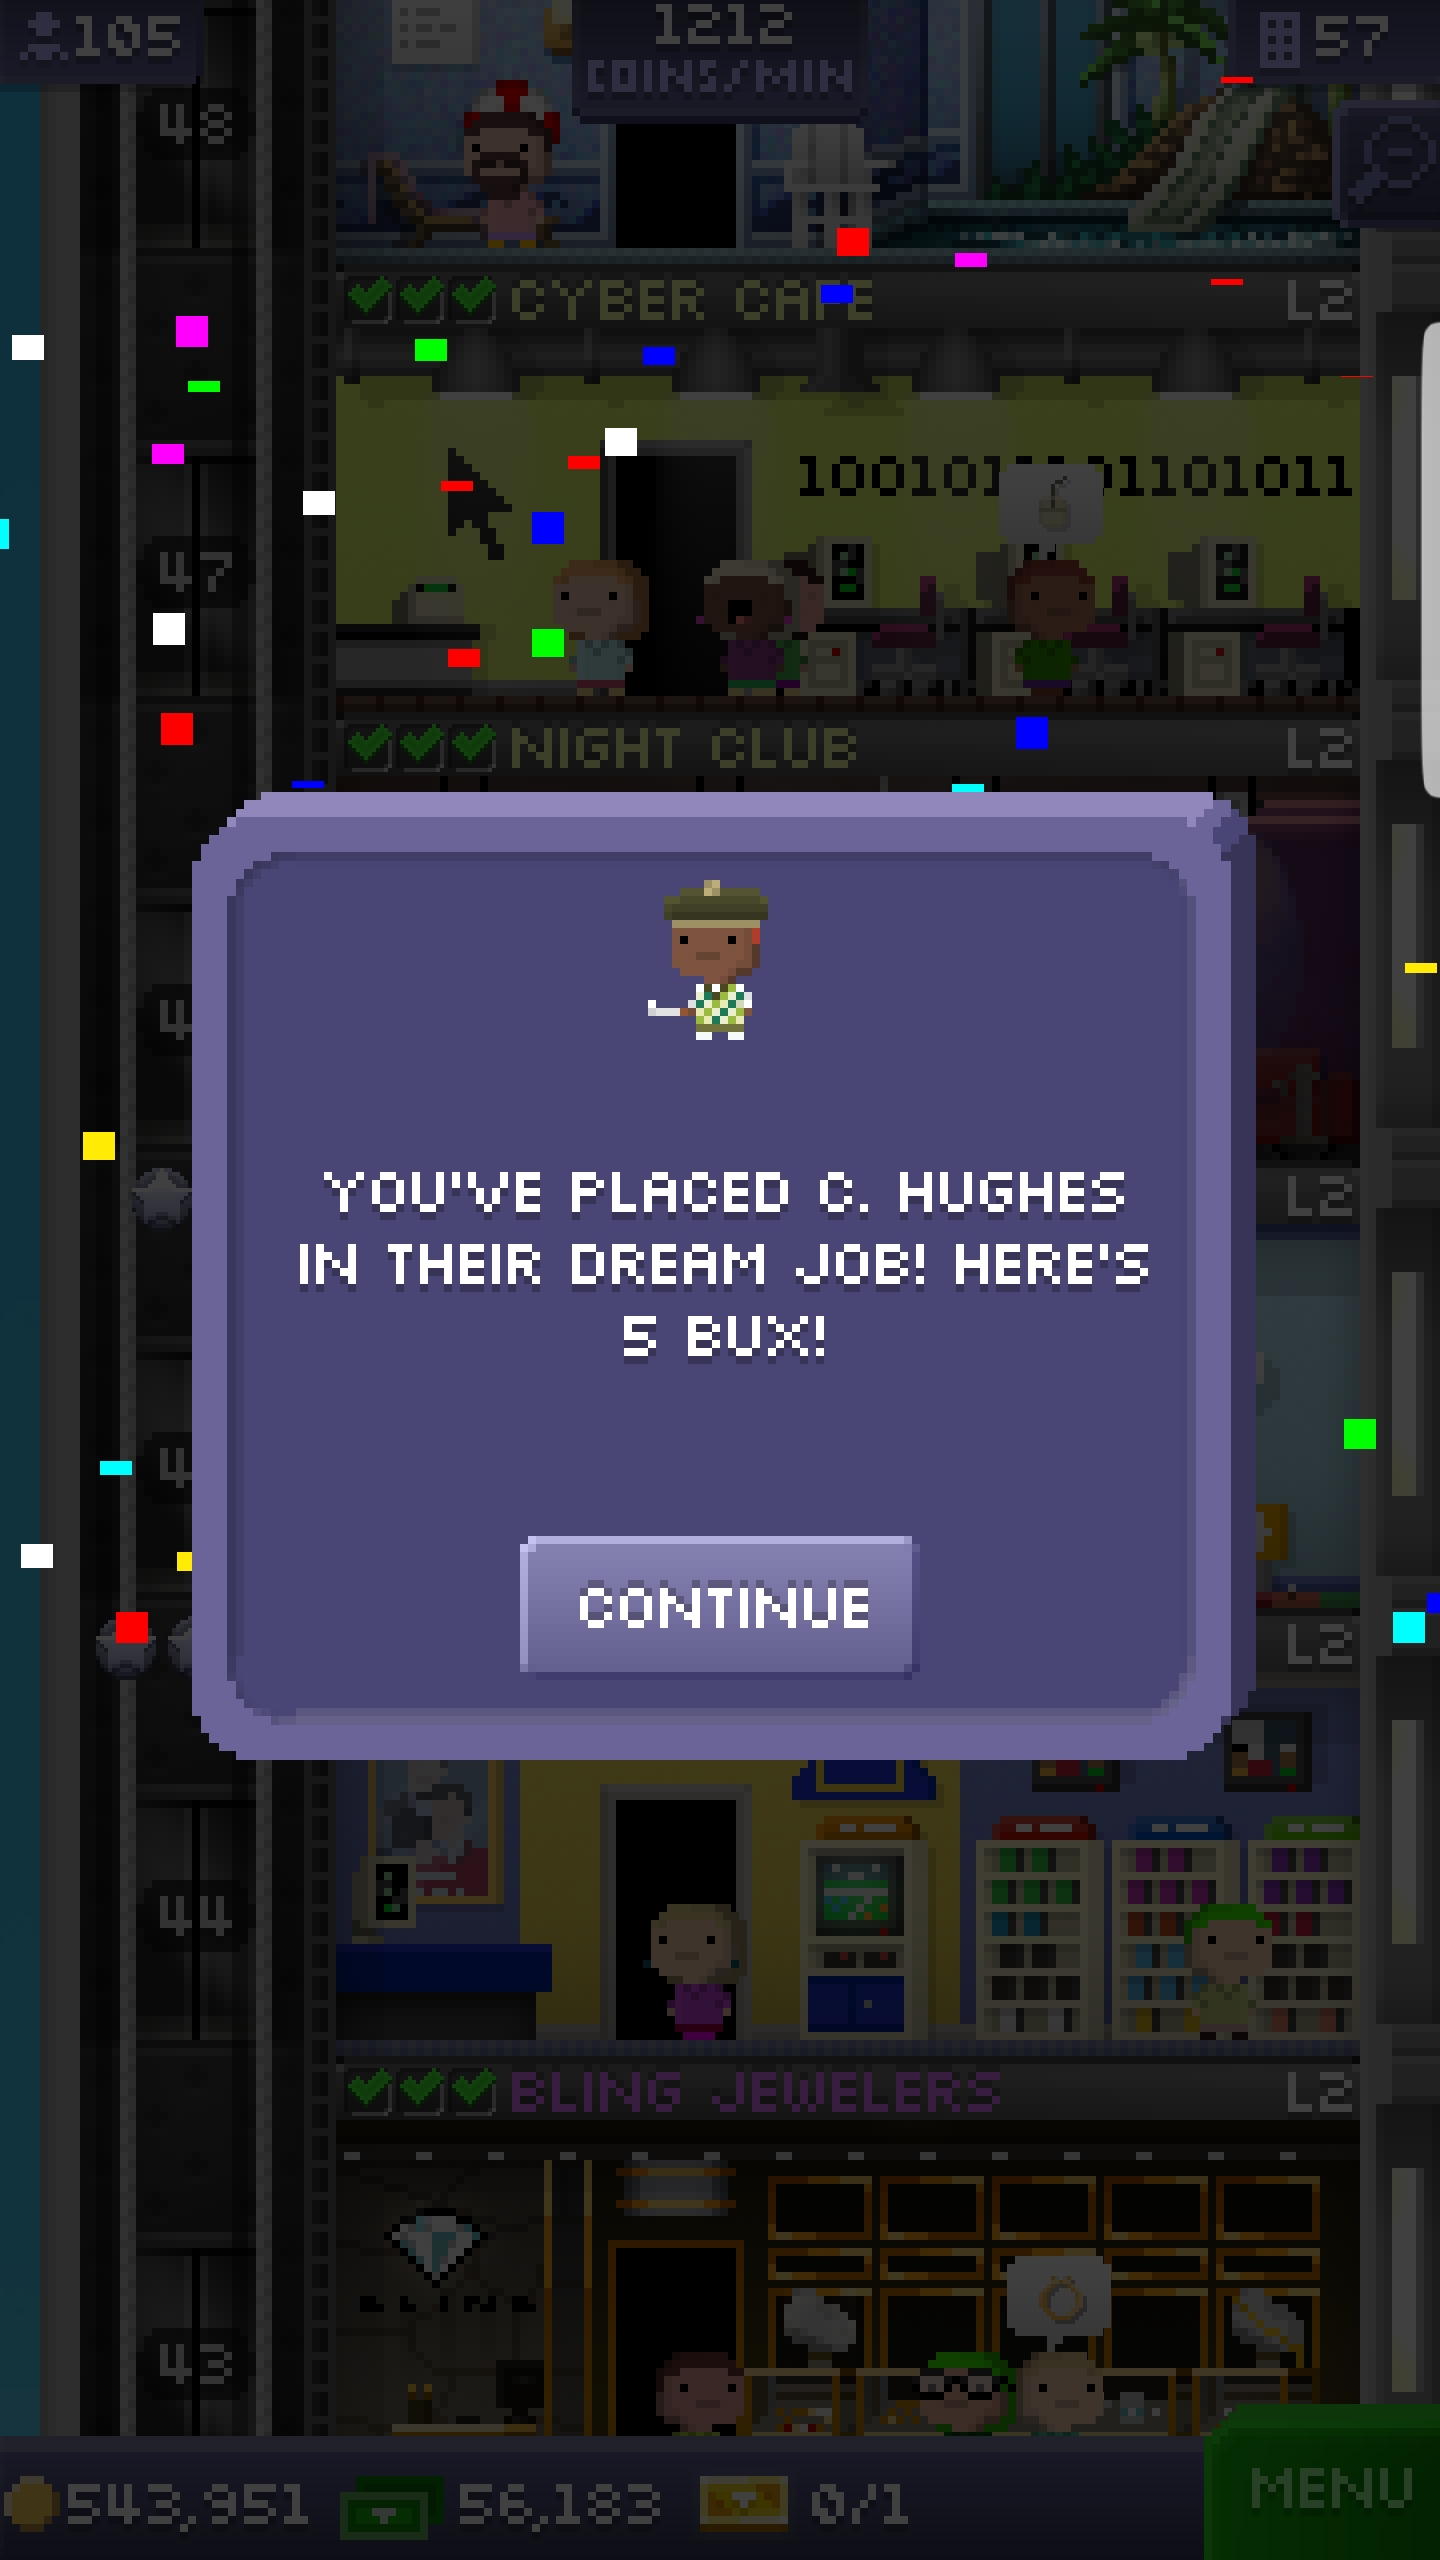 105
1212
COINS/MIN
57
48
CYBER CAFE
L2
47
NIGHT CLUB
L2
L2
YOU'VE PLACED C. HUGHES
IN THEIR DREAM JOB! HERE'S
5 BUX!
CONTINUE
L2
44
BLING JEWELERS
L2
BLING
43
543,951
56,183
0/1
MENU